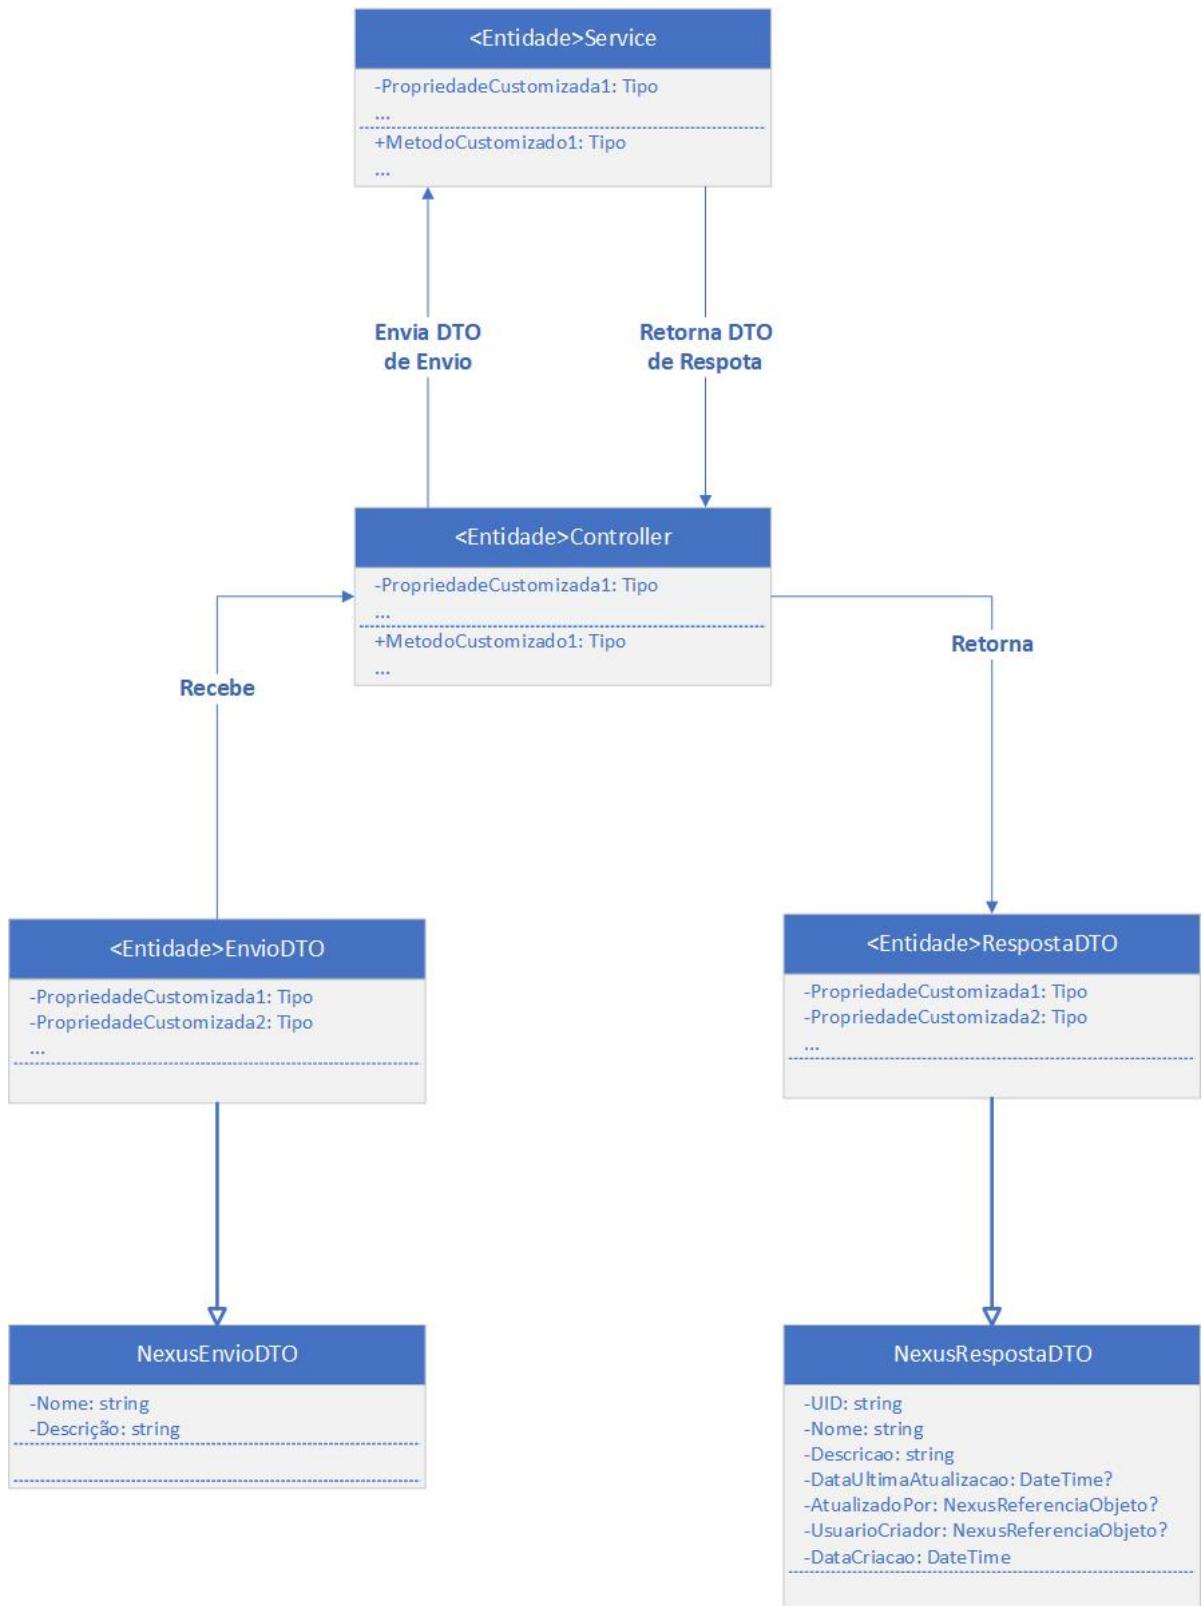 <Entidade>Service
-PropriedadeCustomizada1: Tipo
...
+MetodoCustomizado1: Tipo
...
Envia DTO
de Envio
Retorna DTO
de Respota
<Entidade>Controller
-PropriedadeCustomizada1: Tipo
...
+MetodoCustomizado1: Tipo
...
Recebe
Retorna
<Entidade>EnvioDTO
-PropriedadeCustomizada1: Tipo
-PropriedadeCustomizada2: Tipo
...
<Entidade>RespostaDTO
-PropriedadeCustomizada1: Tipo
-PropriedadeCustomizada2: Tipo
...
NexusEnvioDTO
-Nome: string
-Descrição: string
NexusRespostaDTO
-UID: string
-Nome: string
-Descricao: string
-DataUltimaAtualizacao: DateTime?
-AtualizadoPor: NexusReferenciaObjeto?
-UsuarioCriador: NexusReferenciaObjeto?
-DataCriacao: DateTime